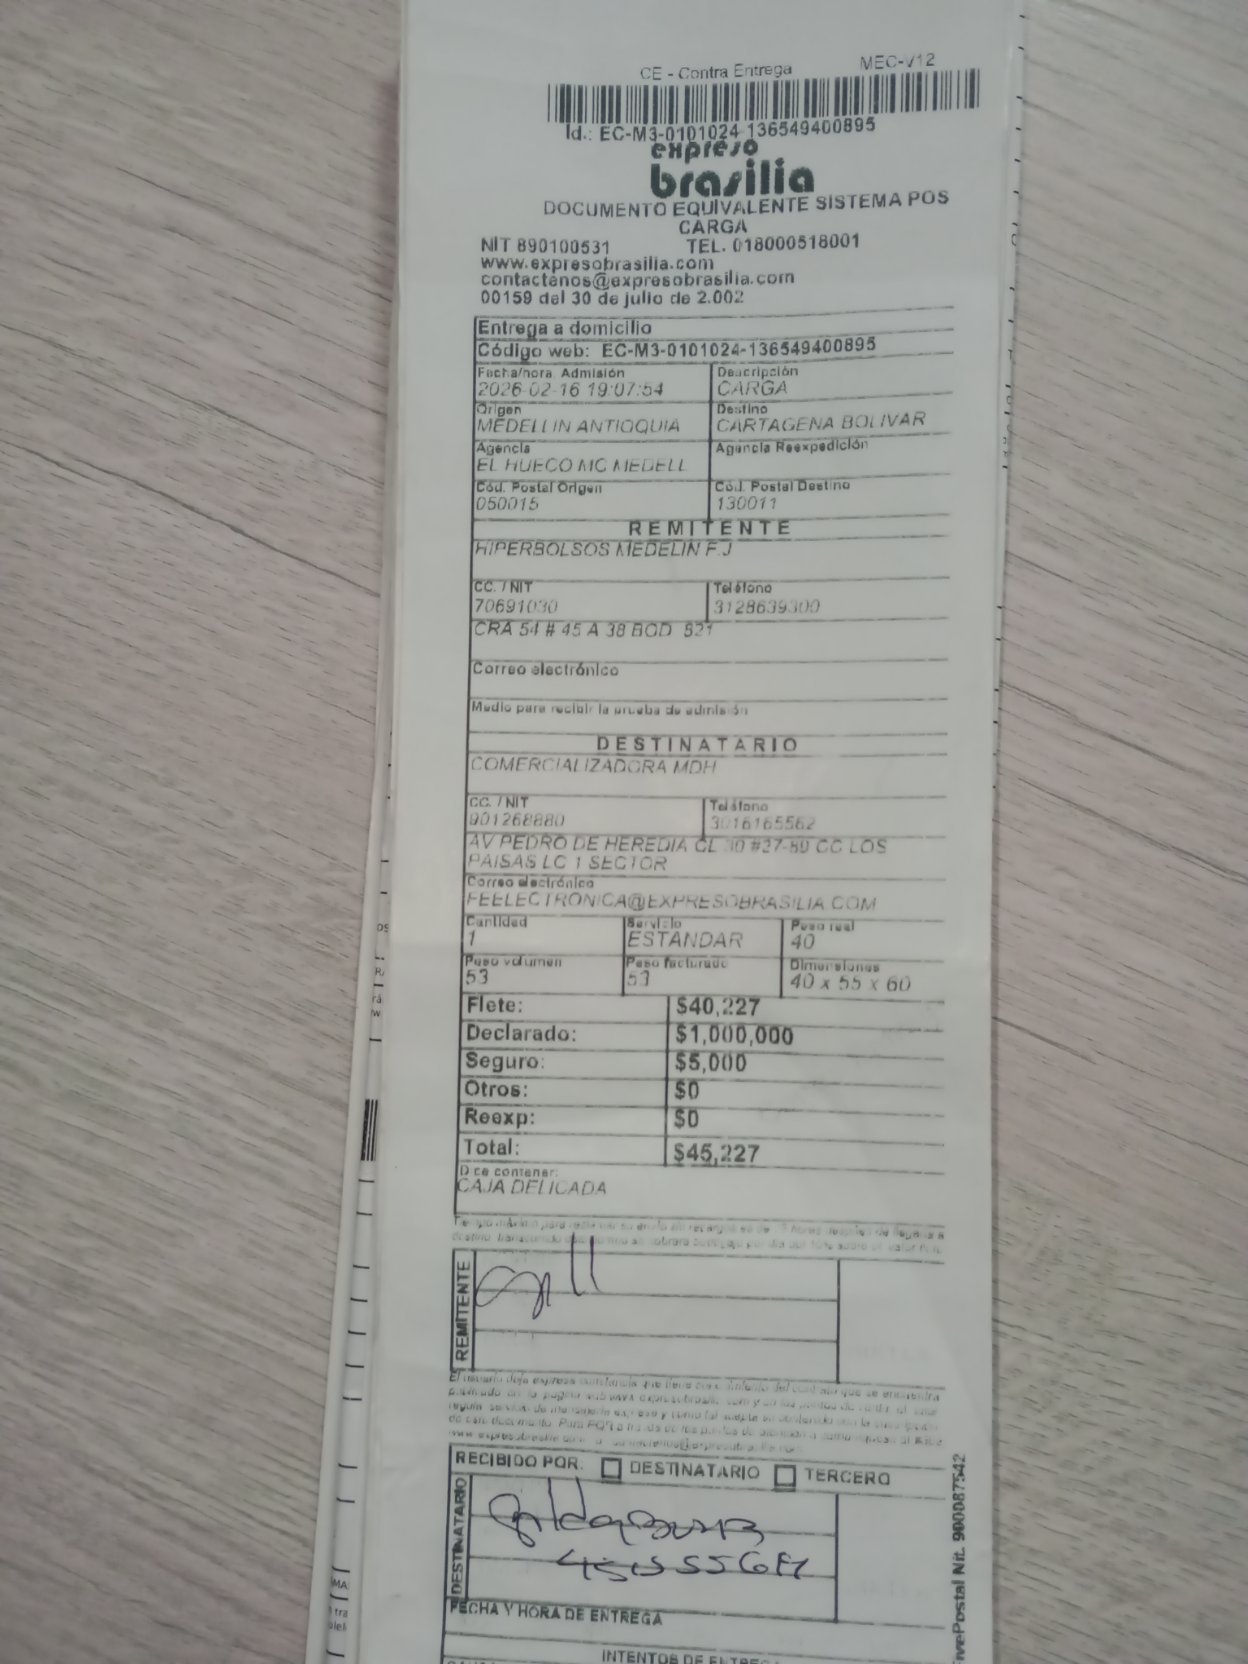 CE - Contra Entrega MEC-V12
Id.: EC-M3-0101024-136549400895
expreso
brasilia
DOCUMENTO EQUIVALENTE SISTEMA POS
CARGA
NIT 890100531 TEL. 018000518001
www.expresobrasilia.com
contactenos@expresobrasilia.com
00159 del 30 de julio de 2.002
Entrega a domicilio
Código web: EC-M3-0101024-136549400895
Fecha/hora Admisión Descripción
2026-02-16 19:07:54 CARGA
Origen Destino
MEDELLIN ANTIOQUIA CARTAGENA BOLIVAR
Agencia Agencia Reexpedición
EL HUECO MC MEDELL
Cód. Postal Origen Cód. Postal Destino
050015 130011
REMITENTE
HIPERBOLSOS MEDELIN F.J
CC. / NIT Teléfono
70691030 3128639300
CRA 54 # 45 A 38 BOD 821
Correo electrónico
Medio para recibir la prueba de admisión
DESTINATARIO
COMERCIALIZADORA MDH
CC. / NIT Teléfono
901268880 3016165562
AV PEDRO DE HEREDIA CL 30 #27-89 CC LOS
PAISAS LC 1 SECTOR
Correo electrónico
FEELECTRONICA@EXPRESOBRASILIA.COM
Cantidad Servicio Peso real
1 ESTANDAR 40
Peso volumen Peso facturado Dimensiones
53 53 40 x 55 x 60
Flete: $40,227
Declarado: $1,000,000
Seguro: $5,000
Otros: $0
Reexp: $0
Total: $45,227
Dice contener:
CAJA DELICADA
REMITENTE
RECIBIDO POR: DESTINATARIO TERCERO
DESTINATARIO
FECHA Y HORA DE ENTREGA
INTENTOS DE ENTREGA
FivePostal Nit. 900087542